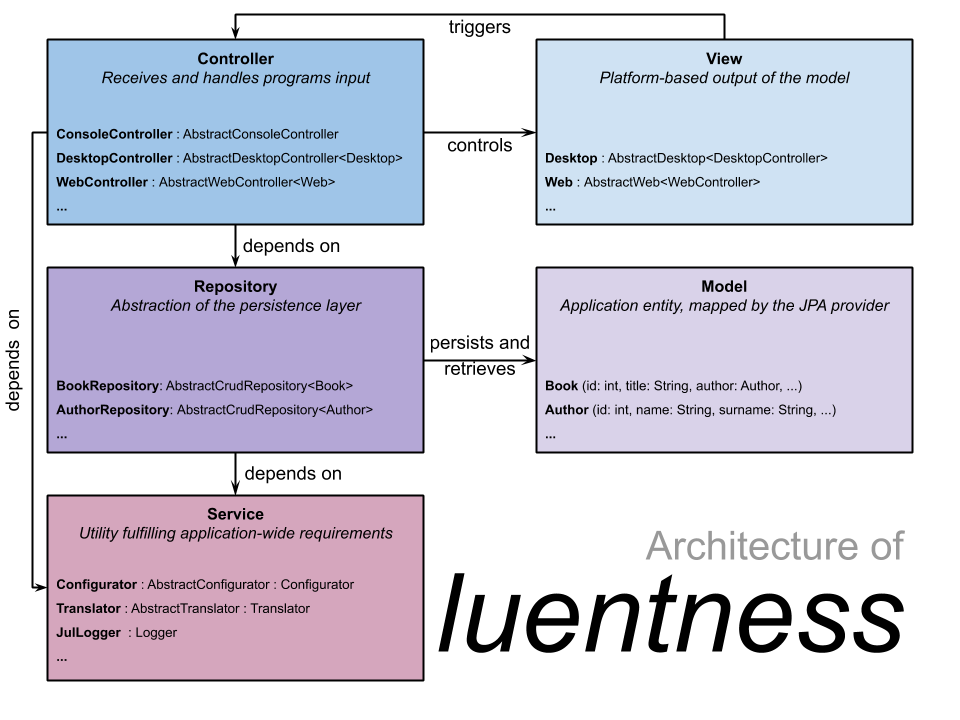 triggers
Controller
Receives and handles programs input
ConsoleController : AbstractConsoleController
DesktopController : AbstractDesktopController<Desktop>
WebController : AbstractWebController<Web>
...
controls
View
Platform-based output of the model
Desktop : AbstractDesktop<DesktopController>
Web : AbstractWeb<WebController>
...
depends on
depends on
Repository
Abstraction of the persistence layer
BookRepository: AbstractCrudRepository<Book>
AuthorRepository: AbstractCrudRepository<Author>
...
persists and
retrieves
Model
Application entity, mapped by the JPA provider
Book (id: int, title: String, author: Author, ...)
Author (id: int, name: String, surname: String, ...)
...
depends on
Service
Utility fulfilling application-wide requirements
Configurator : AbstractConfigurator : Configurator
Translator : AbstractTranslator : Translator
JulLogger : Logger
...
Architecture of
luentness